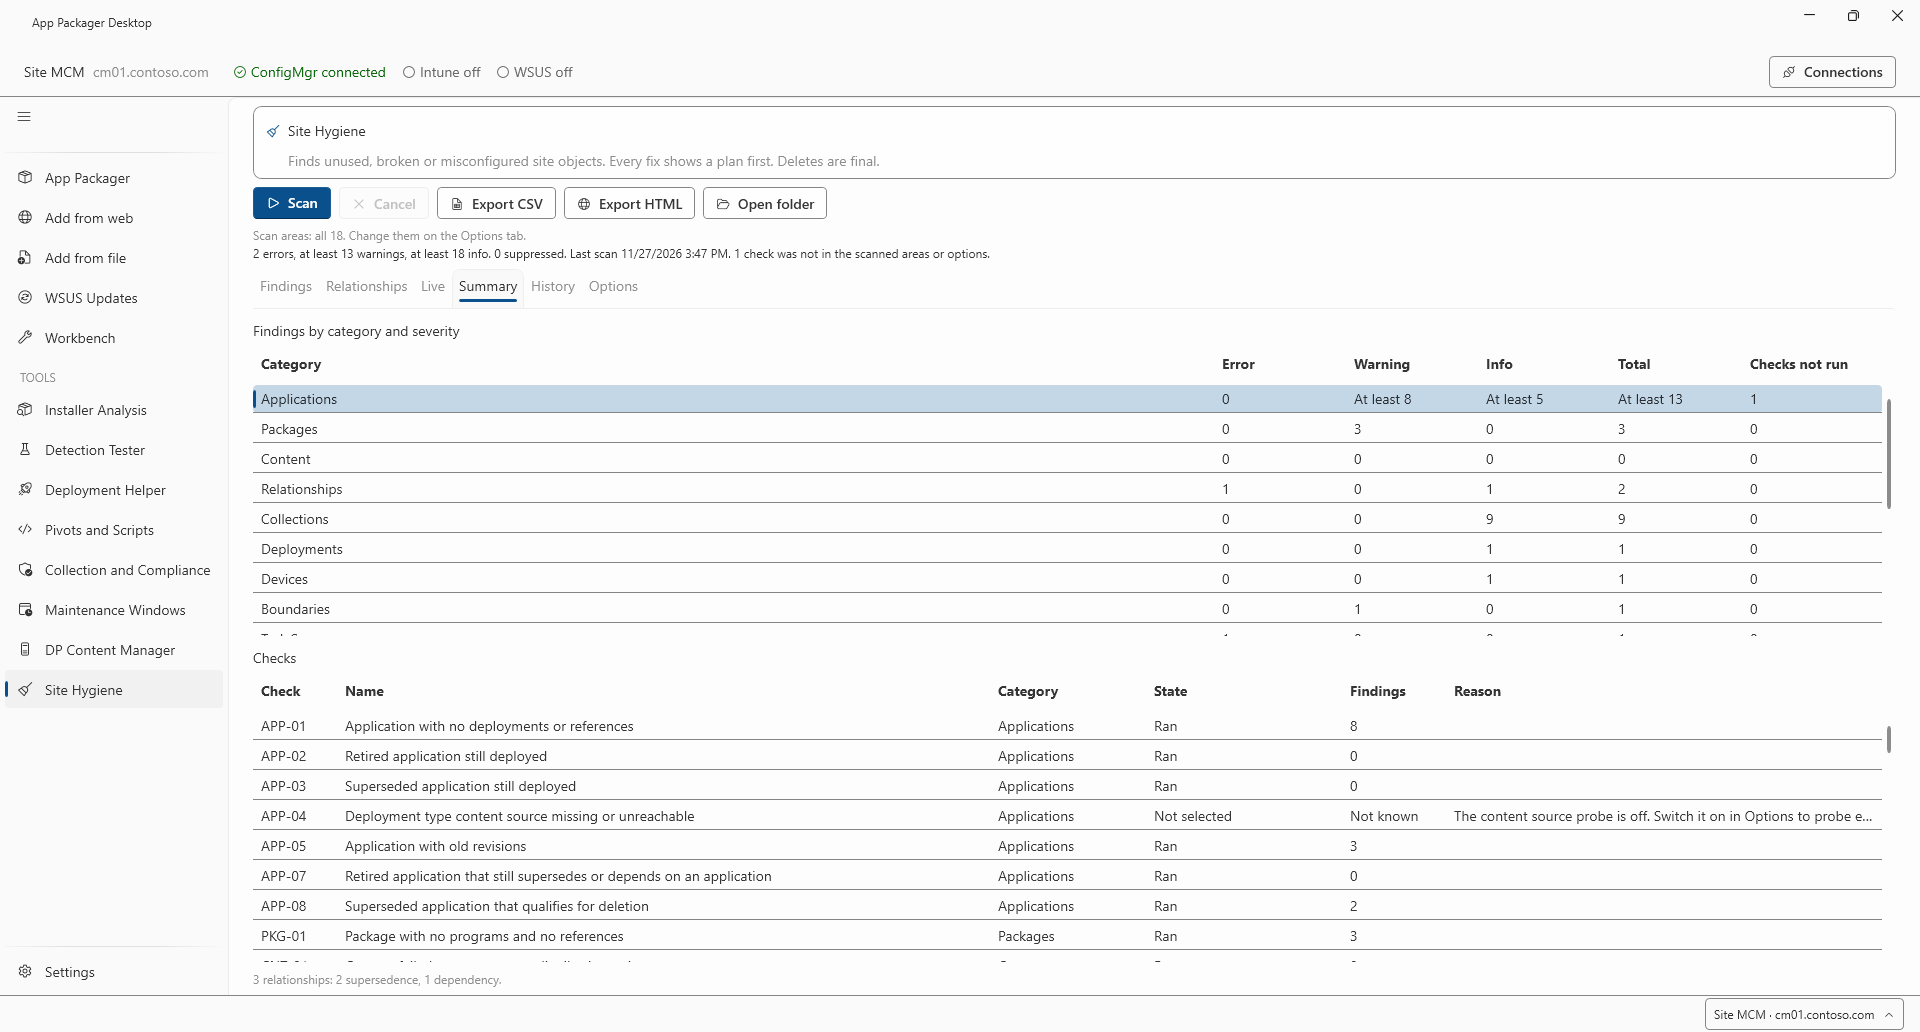 App Packager Desktop
Site MCM cm01.contoso.com ConfigMgr connected Intune off WSUS off Connections
Site Hygiene
Finds unused, broken or misconfigured site objects. Every fix shows a plan first. Deletes are final.
Scan Cancel Export CSV Export HTML Open folder
Scan areas: all 18. Change them on the Options tab.
2 errors, at least 13 warnings, at least 18 info. 0 suppressed. Last scan 11/27/2026 3:47 PM. 1 check was not in the scanned areas or options.
Findings Relationships Live Summary History Options
App Packager
Add from web
Add from file
WSUS Updates
Workbench
TOOLS
Installer Analysis
Detection Tester
Deployment Helper
Pivots and Scripts
Collection and Compliance
Maintenance Windows
DP Content Manager
Site Hygiene
Settings
Findings by category and severity
Category Error Warning Info Total Checks not run
Applications 0 At least 8 At least 5 At least 13 1
Packages 0 3 0 3 0
Content 0 0 0 0 0
Relationships 1 0 1 2 0
Collections 0 0 9 9 0
Deployments 0 0 1 1 0
Devices 0 0 1 1 0
Boundaries 0 1 0 1 0
Checks
Check Name Category State Findings Reason
APP-01 Application with no deployments or references Applications Ran 8
APP-02 Retired application still deployed Applications Ran 0
APP-03 Superseded application still deployed Applications Ran 0
APP-04 Deployment type content source missing or unreachable Applications Not selected Not known The content source probe is off. Switch it on in Options to probe e...
APP-05 Application with old revisions Applications Ran 3
APP-07 Retired application that still supersedes or depends on an application Applications Ran 0
APP-08 Superseded application that qualifies for deletion Applications Ran 2
PKG-01 Package with no programs and no references Packages Ran 3
3 relationships: 2 supersedence, 1 dependency.
Site MCM · cm01.contoso.com